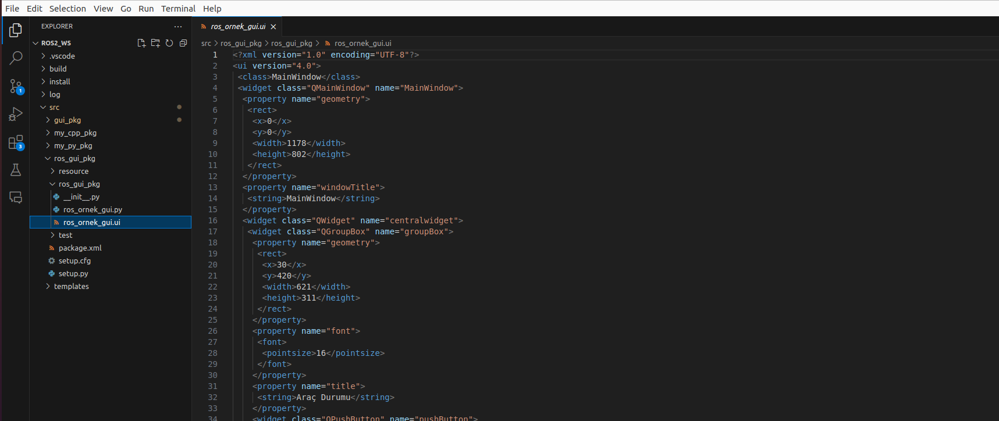 File Edit Selection View Go Run Terminal Help
EXPLORER
ROS2_WS
.vscode
build
install
log
src
gui_pkg
my_cpp_pkg
my_py_pkg
ros_gui_pkg
resource
ros_gui_pkg
__init__.py
ros_ornek_gui.py
ros_ornek_gui.ui
test
package.xml
setup.cfg
setup.py
templates
1
3
ros_ornek_gui.ui
src > ros_gui_pkg > ros_gui_pkg > ros_ornek_gui.ui
1 <?xml version="1.0" encoding="UTF-8"?>
2 <ui version="4.0">
3 <class>MainWindow</class>
4 <widget class="QMainWindow" name="MainWindow">
5 <property name="geometry">
6 <rect>
7 <x>0</x>
8 <y>0</y>
9 <width>1178</width>
10 <height>802</height>
11 </rect>
12 </property>
13 <property name="windowTitle">
14 <string>MainWindow</string>
15 </property>
16 <widget class="QWidget" name="centralwidget">
17 <widget class="QGroupBox" name="groupBox">
18 <property name="geometry">
19 <rect>
20 <x>30</x>
21 <y>420</y>
22 <width>621</width>
23 <height>311</height>
24 </rect>
25 </property>
26 <property name="font">
27 <font>
28 <pointsize>16</pointsize>
29 </font>
30 </property>
31 <property name="title">
32 <string>Araç Durumu</string>
33 </property>
34 <widget class="QPushButton" name="pushButton">